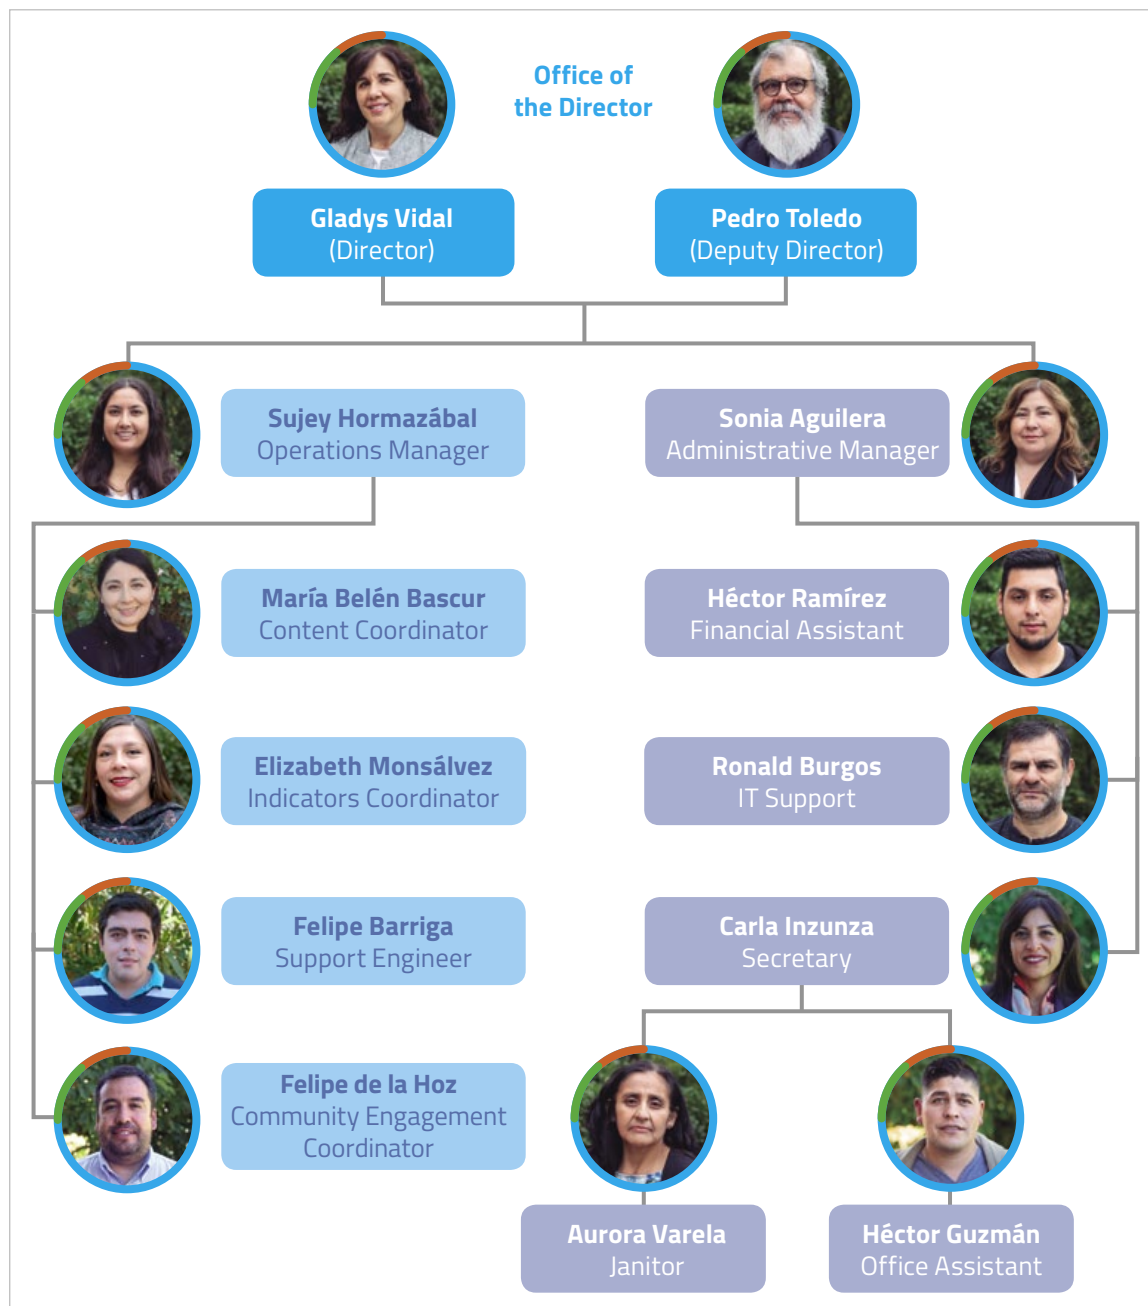 Office of
the Director
Gladys Vidal
(Director)
Pedro Toledo
(Deputy Director)
Sujey Hormazábal
Operations Manager
Sonia Aguilera
Administrative Manager
María Belén Bascur
Content Coordinator
Héctor Ramírez
Financial Assistant
Elizabeth Monsálvez
Indicators Coordinator
Ronald Burgos
IT Support
Felipe Barriga
Support Engineer
Carla Inzunza
Secretary
Felipe de la Hoz
Community Engagement
Coordinator
Aurora Varela
Janitor
Héctor Guzmán
Office Assistant